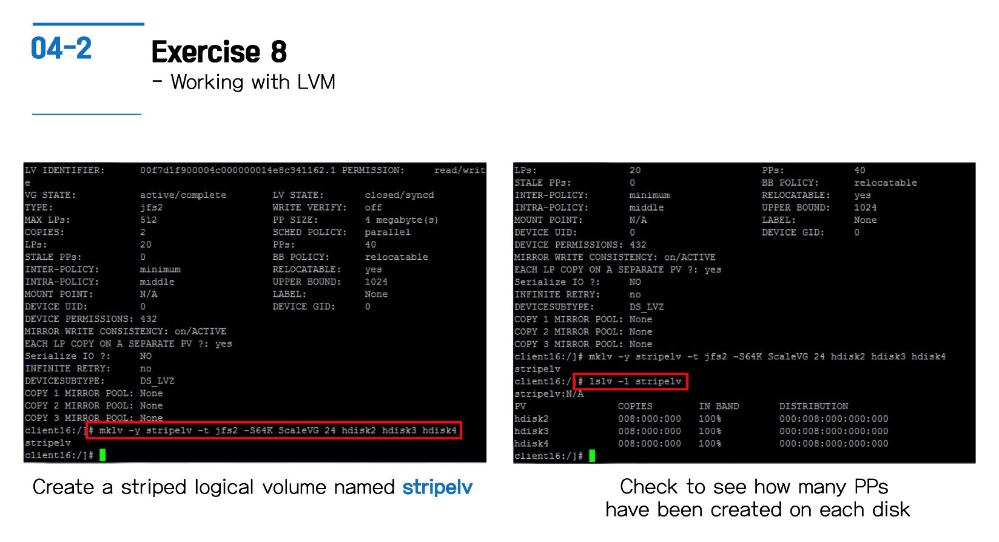 04-2
Exercise 8
- Working with LVM
LV IDENTIFIER: 00f7d1f900004c000000014e8c341162.1 PERMISSION: read/writ
e
VG STATE: active/complete LV STATE: closed/syncd
TYPE: jfs2 WRITE VERIFY: off
MAX LPs: 512 PP SIZE: 4 megabyte(s)
COPIES: 2 SCHED POLICY: parallel
LPs: 20 PPs: 40
STALE PPs: 0 BB POLICY: relocatable
INTER-POLICY: minimum RELOCATABLE: yes
INTRA-POLICY: middle UPPER BOUND: 1024
MOUNT POINT: N/A LABEL: None
DEVICE UID: 0 DEVICE GID: 0
DEVICE PERMISSIONS: 432
MIRROR WRITE CONSISTENCY: on/ACTIVE
EACH LP COPY ON A SEPARATE PV ?: yes
Serialize IO ?: NO
INFINITE RETRY: no
DEVICESUBTYPE: DS_LVZ
COPY 1 MIRROR POOL: None
COPY 2 MIRROR POOL: None
COPY 3 MIRROR POOL: None
client16:/]# mklv -y stripelv -t jfs2 -S64K ScaleVG 24 hdisk2 hdisk3 hdisk4
stripelv
client16:/]#
Create a striped logical volume named stripelv
LPs: 20 PPs: 40
STALE PPs: 0 BB POLICY: relocatable
INTER-POLICY: minimum RELOCATABLE: yes
INTRA-POLICY: middle UPPER BOUND: 1024
MOUNT POINT: N/A LABEL: None
DEVICE UID: 0 DEVICE GID: 0
DEVICE PERMISSIONS: 432
MIRROR WRITE CONSISTENCY: on/ACTIVE
EACH LP COPY ON A SEPARATE PV ?: yes
Serialize IO ?: NO
INFINITE RETRY: no
DEVICESUBTYPE: DS_LVZ
COPY 1 MIRROR POOL: None
COPY 2 MIRROR POOL: None
COPY 3 MIRROR POOL: None
client16:/]# mklv -y stripelv -t jfs2 -S64K ScaleVG 24 hdisk2 hdisk3 hdisk4
stripelv
client16:/]# lslv -l stripelv
stripelv:N/A
PV COPIES IN BAND DISTRIBUTION
hdisk2 008:000:000 100% 000:008:000:000:000
hdisk3 008:000:000 100% 000:008:000:000:000
hdisk4 008:000:000 100% 000:008:000:000:000
client16:/]#
Check to see how many PPs
have been created on each disk